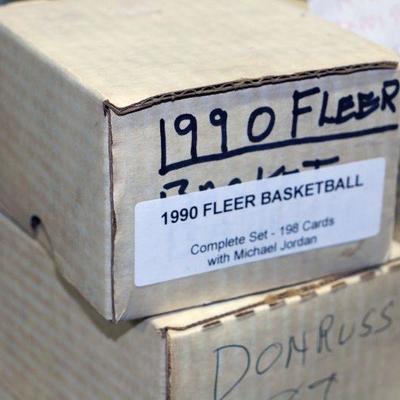 1990 FLEER
1990 FLEER BASKETBALL
Complete Set - 198 Cards
with Michael Jordan
DONRUSS